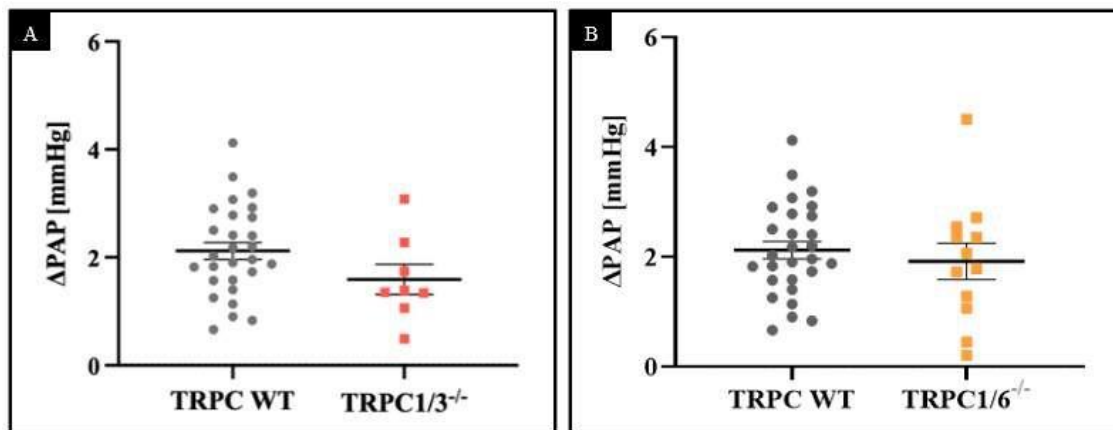 A
6
4
2
0
ΔPAP [mmHg]
TRPC WT
TRPC1/3-/-
B
6
4
2
0
ΔPAP [mmHg]
TRPC WT
TRPC1/6-/-